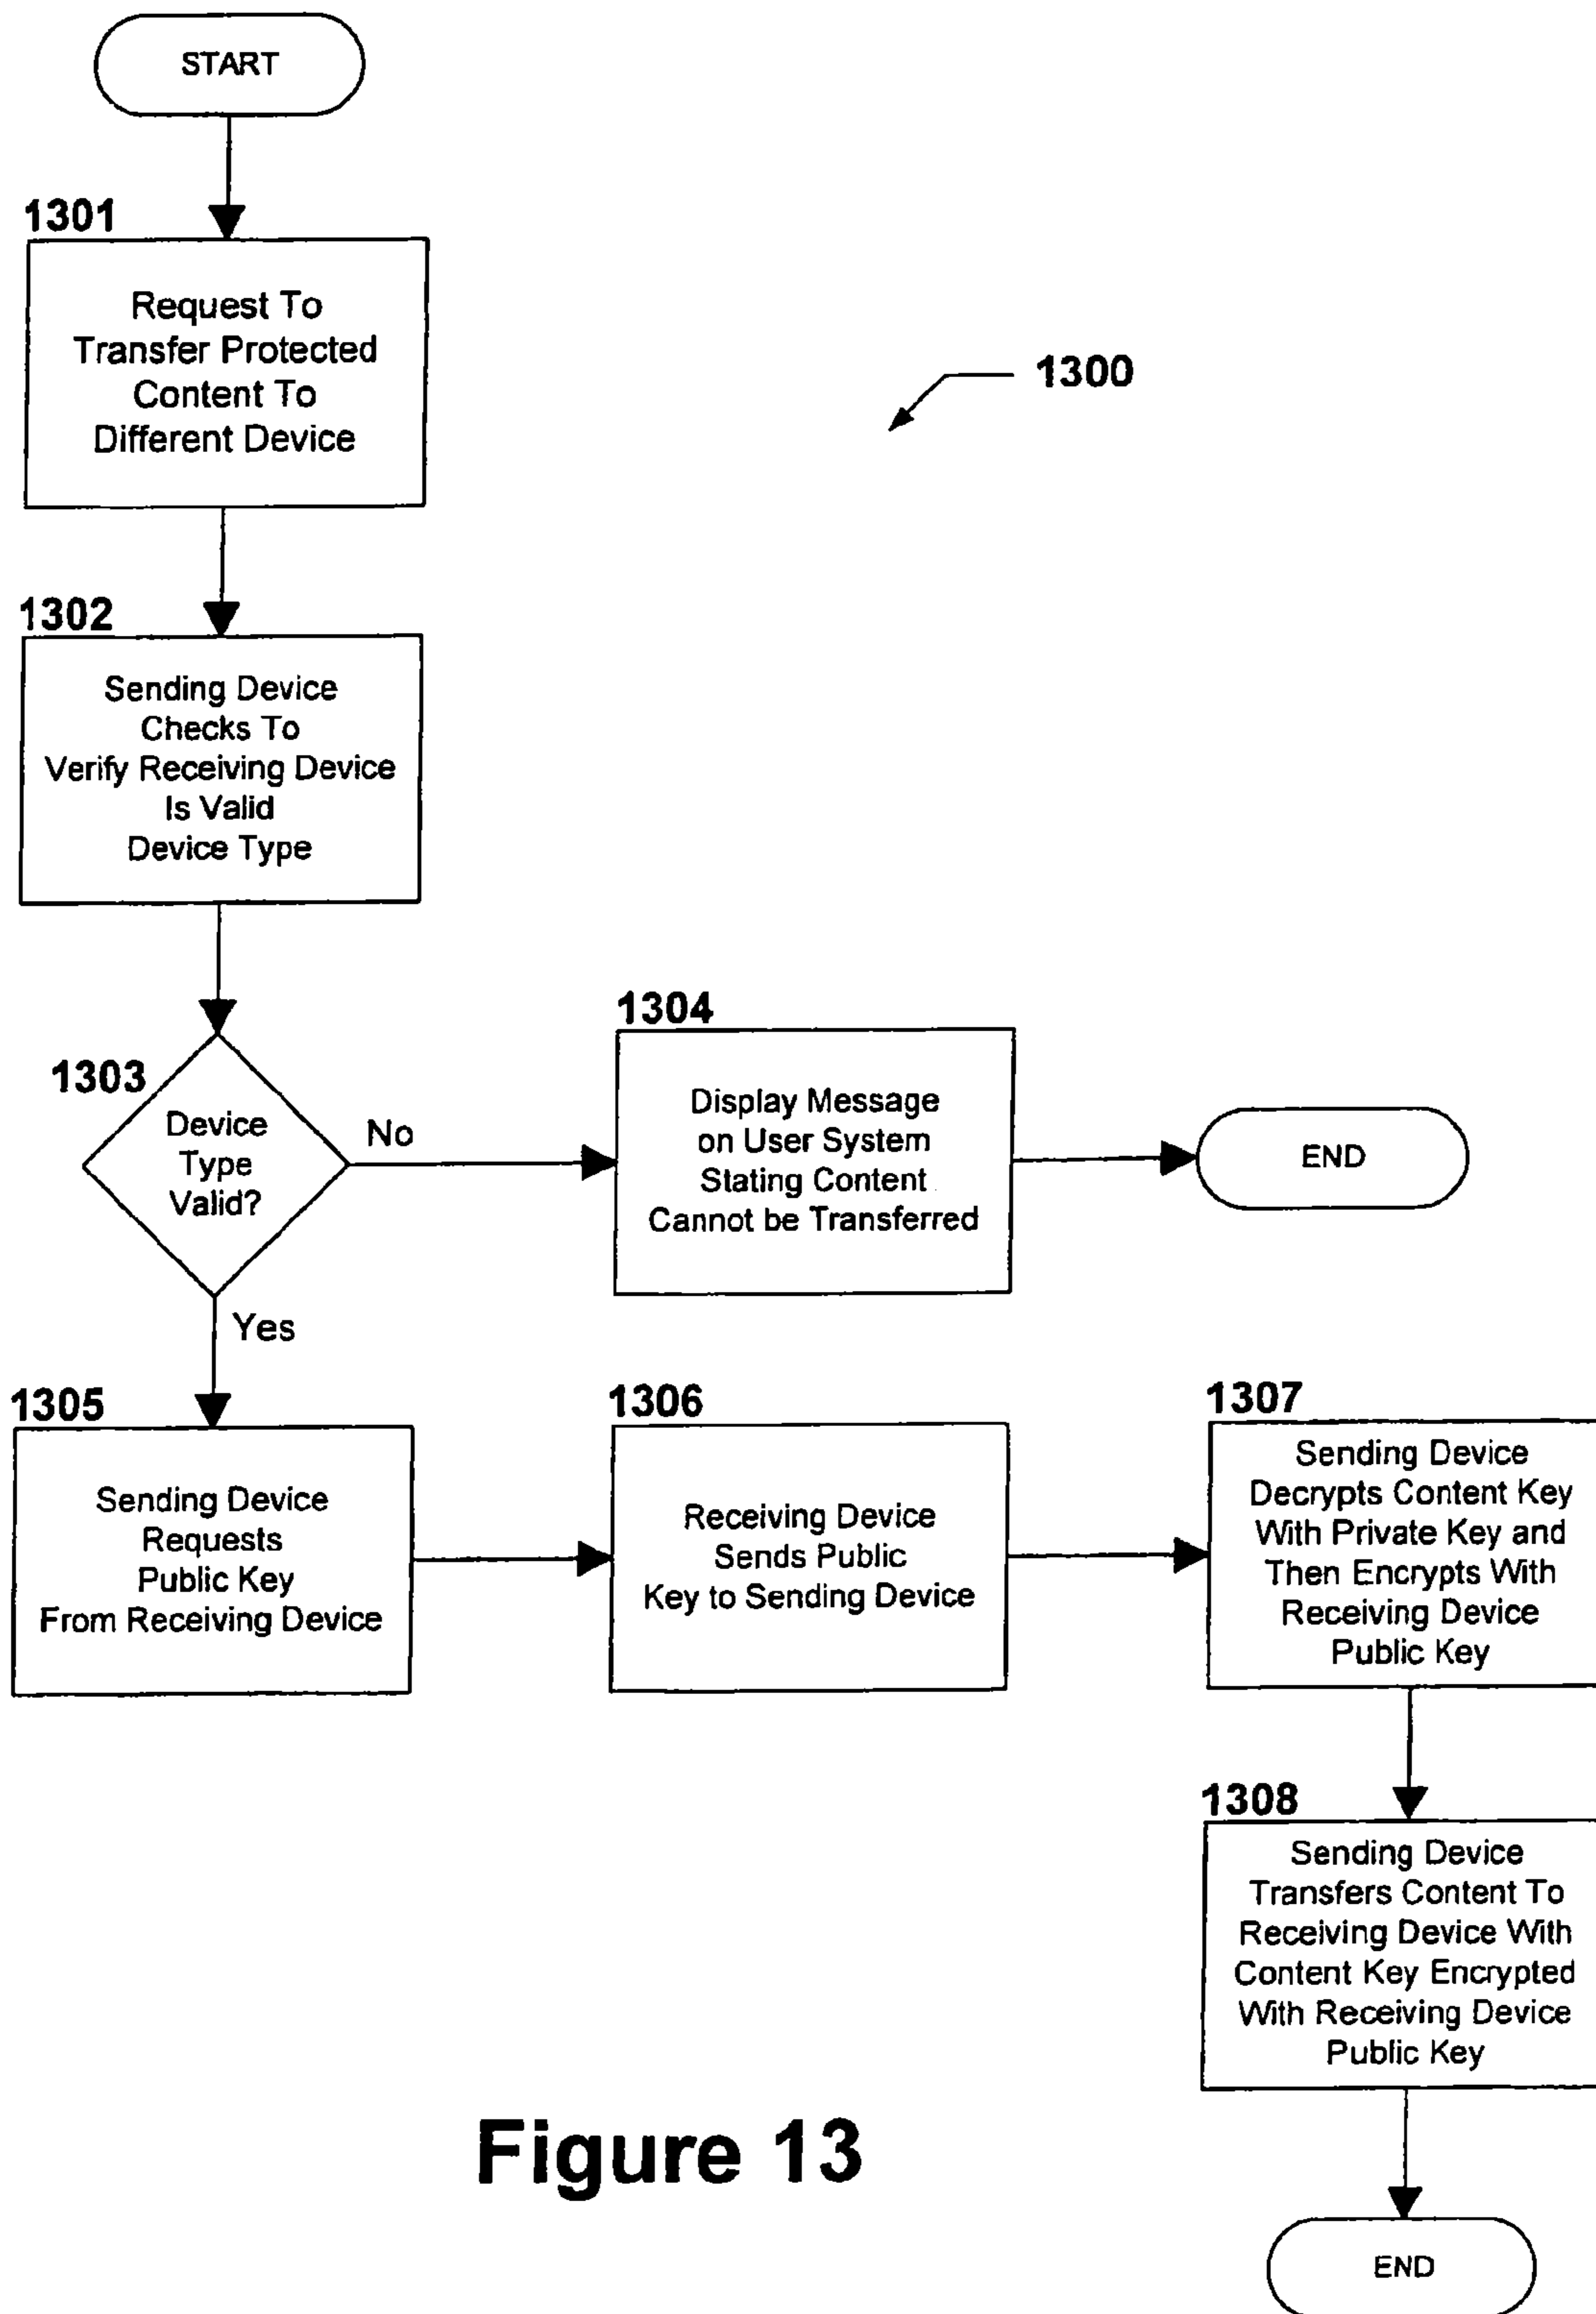 START
1301
Request To
Transfer Protected
Content To
Different Device
1300
1302
Sending Device
Checks To
Verify Receiving Device
Is Valid
Device Type
1303
Device
Type
Valid?
No
1304
Display Message
on User System
Stating Content
Cannot be Transferred
END
Yes
1305
Sending Device
Requests
Public Key
From Receiving Device
1306
Receiving Device
Sends Public
Key to Sending Device
1307
Sending Device
Decrypts Content Key
With Private Key and
Then Encrypts With
Receiving Device
Public Key
1308
Sending Device
Transfers Content To
Receiving Device With
Content Key Encrypted
With Receiving Device
Public Key
END
Figure 13